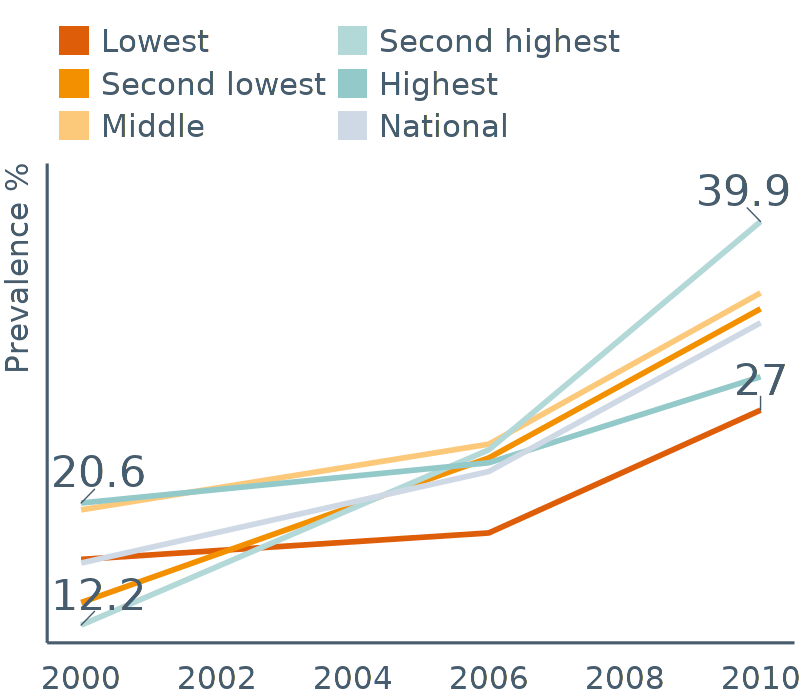 Lowest
Second lowest
Middle
Second highest
Highest
National
Prevalence %
39.9
27
20.6
12.2
2000 2002 2004 2006 2008 2010